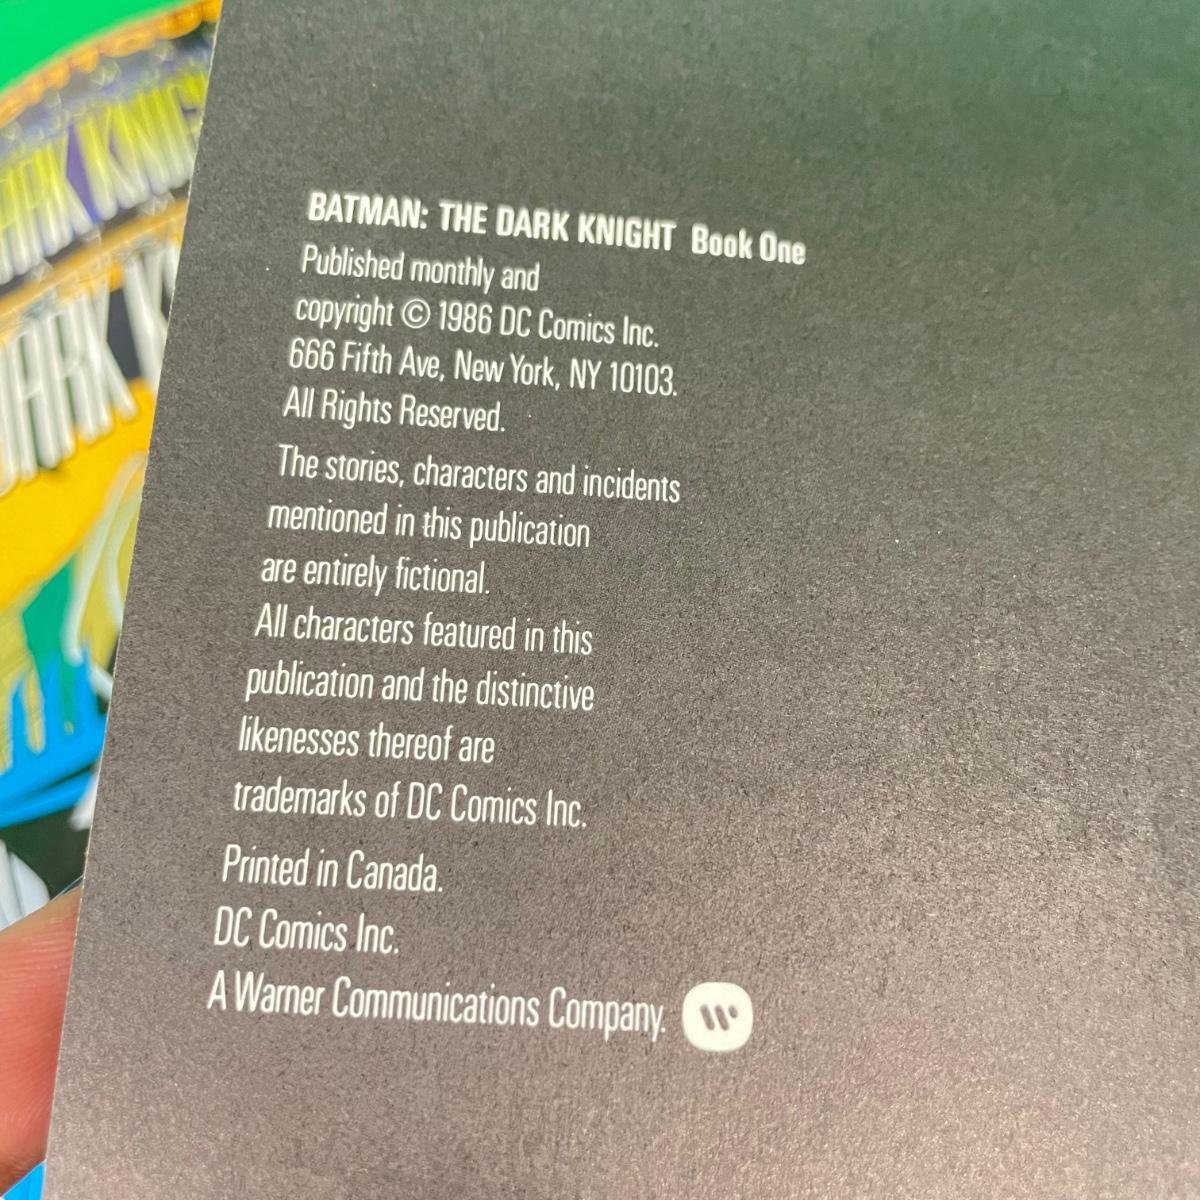 BATMAN: THE DARK KNIGHT Book One
Published monthly and
copyright © 1986 DC Comics Inc.
666 Fifth Ave, New York, NY 10103.
All Rights Reserved.
The stories, characters and incidents
mentioned in this publication
are entirely fictional.
All characters featured in this
publication and the distinctive
likenesses thereof are
trademarks of DC Comics Inc.
Printed in Canada.
DC Comics Inc.
A Warner Communications Company.
DARK